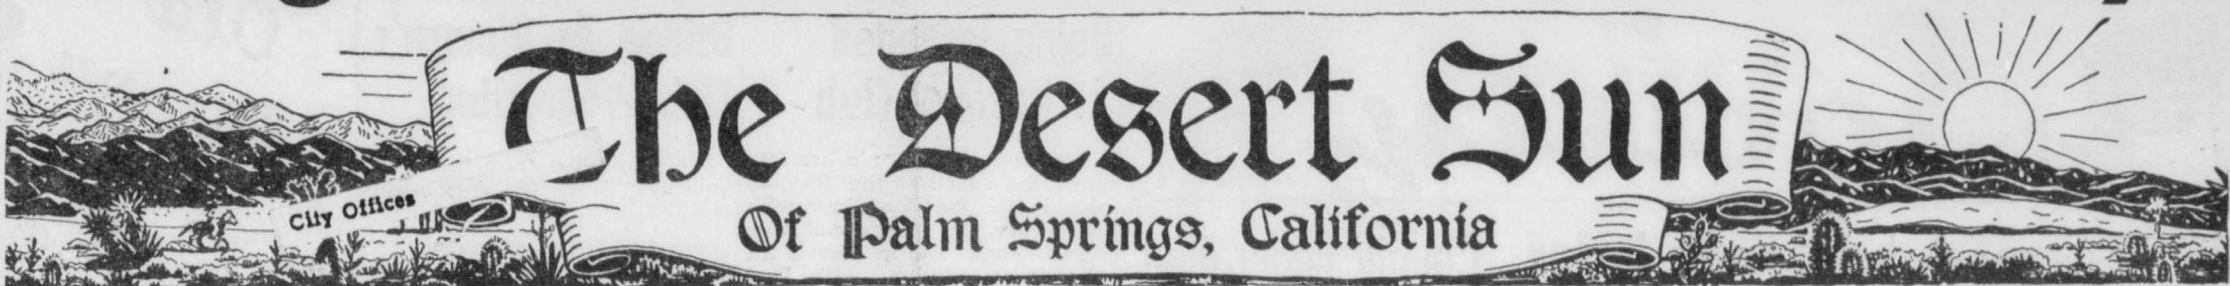 The Desert Sun
City Offices
Of Palm Springs, California